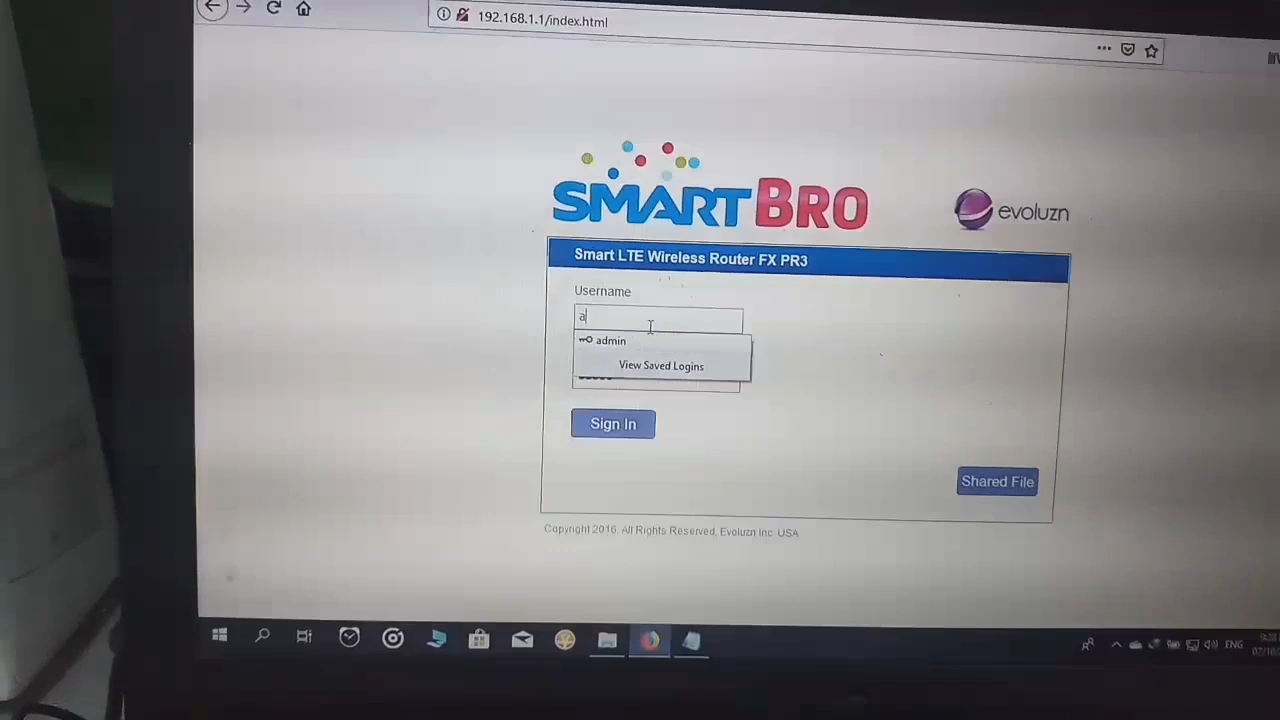 192.168.1.1/index.html
SMARTBRO
evoluzn
Smart LTE Wireless Router FX PR3
Username
a
admin
View Saved Logins
Sign In
Shared File
Copyright 2016, All Rights Reserved, Evoluzn Inc. USA
ENG